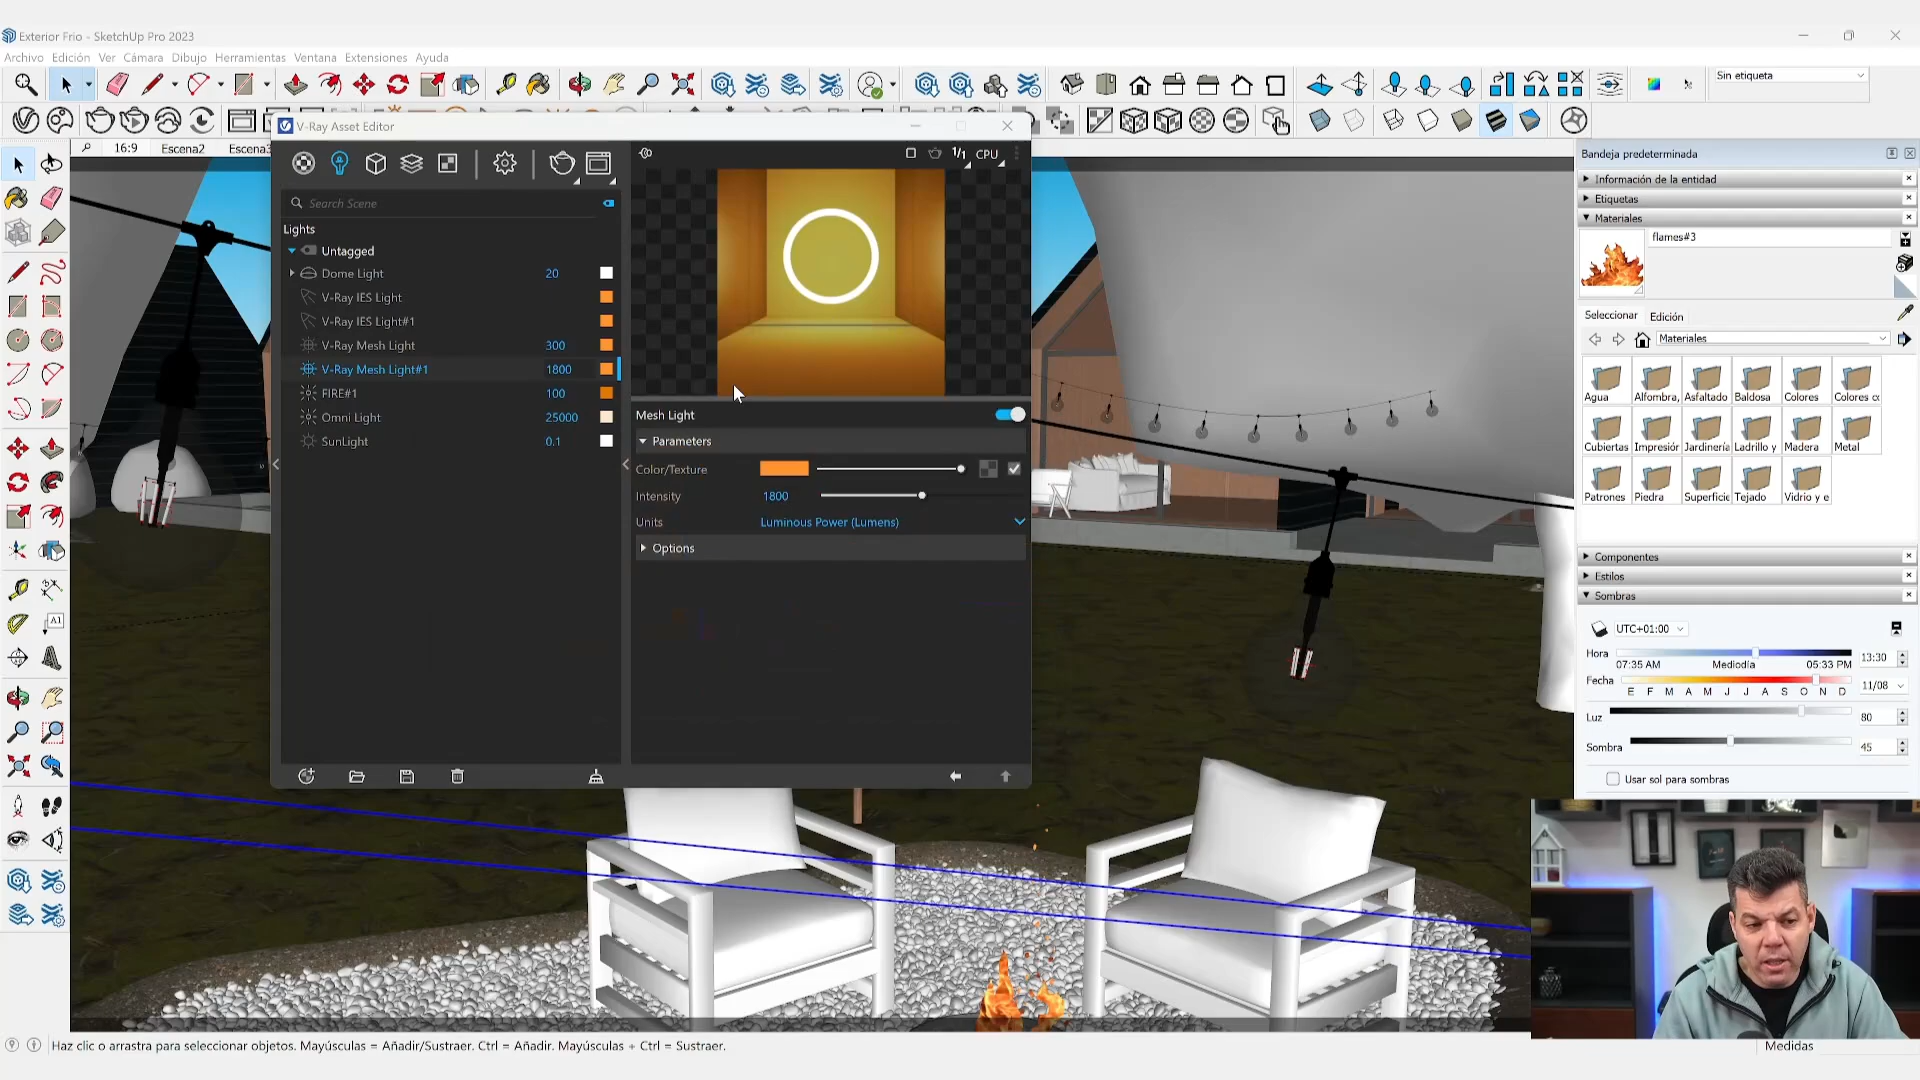 Exterior Frio - SketchUp Pro 2023
Archivo Edición Ver Cámara Dibujo Herramientas Ventana Extensiones Ayuda
Sin etiqueta
16:9 Escena2 Escena3
V-Ray Asset Editor
1/1 CPU
Search Scene
Lights
Untagged
Dome Light 20
V-Ray IES Light
V-Ray IES Light#1
V-Ray Mesh Light 300
V-Ray Mesh Light#1 1800
FIRE#1 100
Omni Light 25000
SunLight 0.1
Mesh Light
Parameters
Color/Texture
Intensity 1800
Units Luminous Power (Lumens)
Options
Bandeja predeterminada
Información de la entidad
Etiquetas
Materiales
flames#3
Seleccionar Edición
Materiales
Agua Alfombra, Asfaltado Baldosa Colores Colores co
Cubiertas Impresión Jardinería Ladrillo y Madera Metal
Patrones Piedra Superficie Tejado Vidrio y e
Componentes
Estilos
Sombras
UTC+01:00
Hora 13:30
07:35 AM Mediodía 05:33 PM
Fecha 11/08
E F M A M J J A S O N D
Luz 80
Sombra 45
Usar sol para sombras
A1
Haz clic o arrastra para seleccionar objetos. Mayúsculas = Añadir/Sustraer. Ctrl = Añadir. Mayúsculas + Ctrl = Sustraer.
Medidas